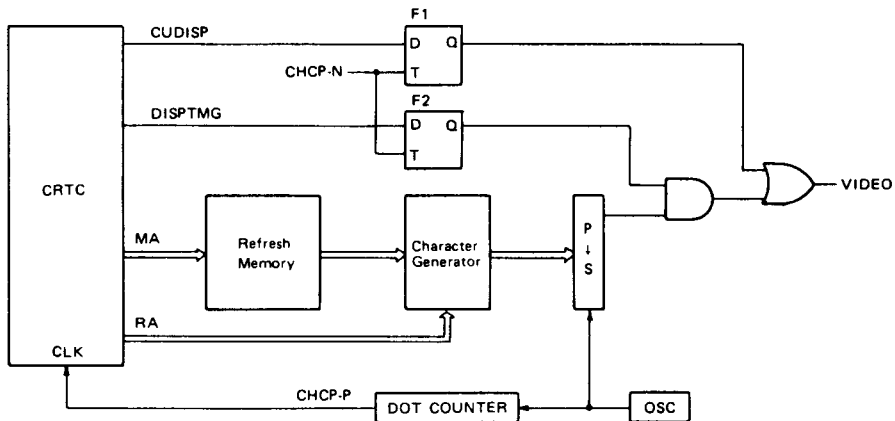 F1
CUDISP
D Q
CHCP-N
T
F2
DISPTMG
D Q
T
CRTC
VIDEO
MA
Refresh
Memory
Character
Generator
P
↓
S
RA
CLK
CHCP-P
DOT COUNTER
OSC